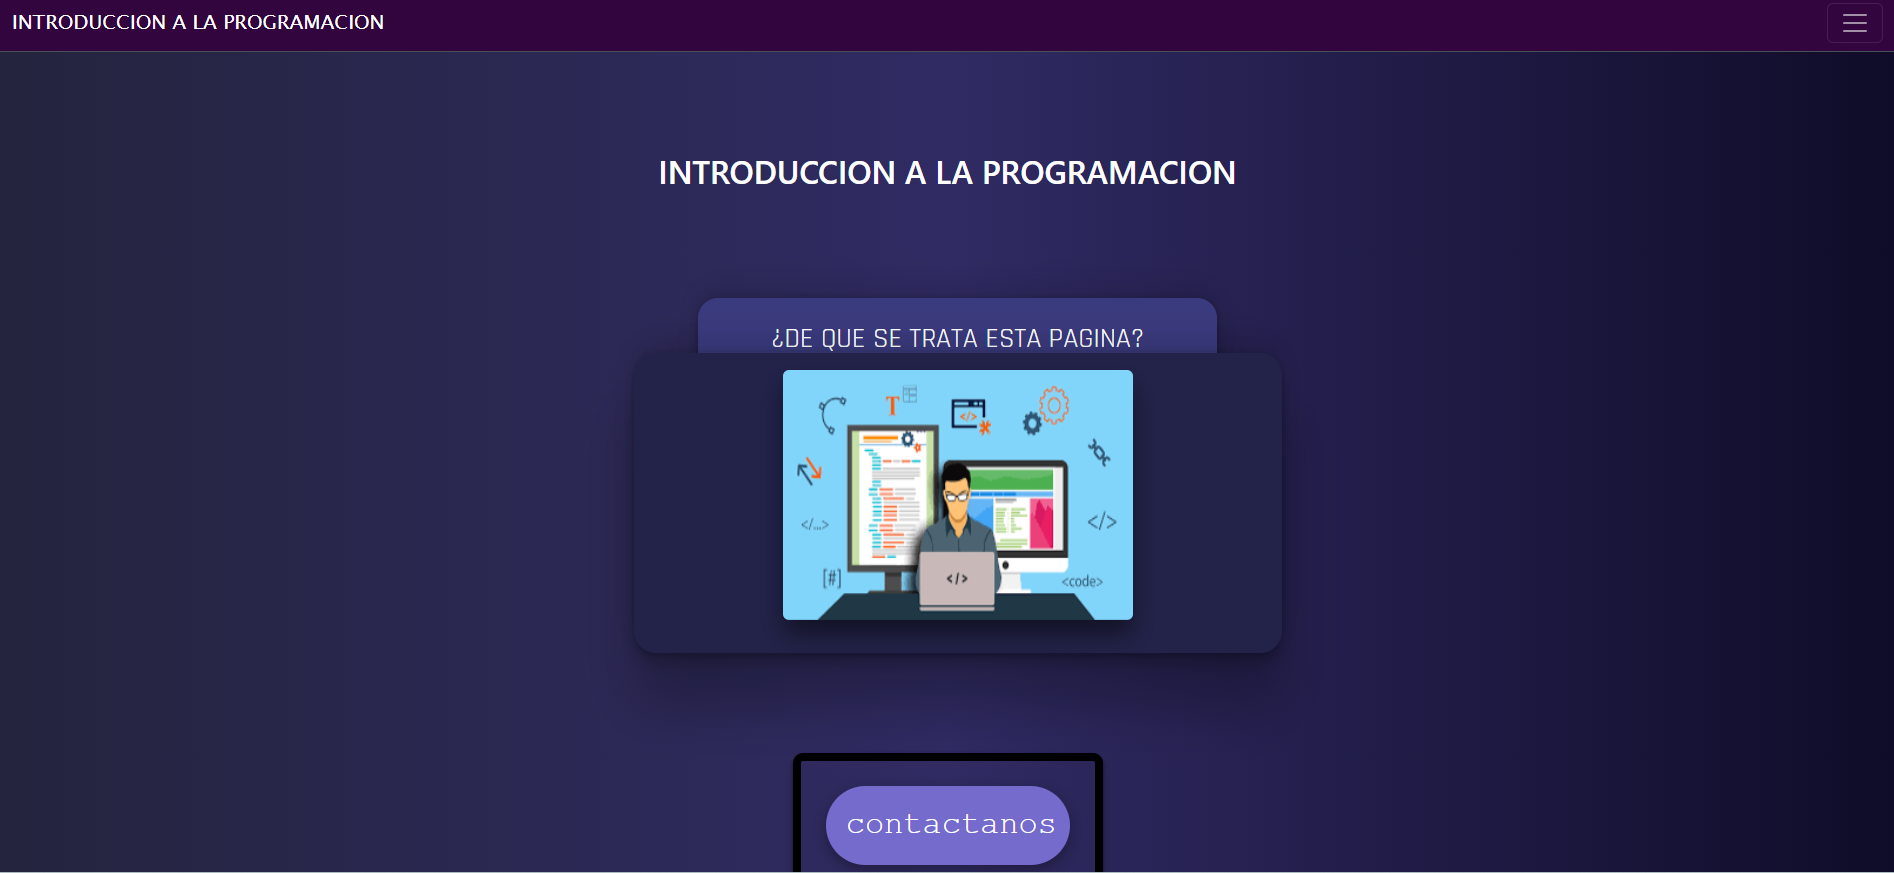 INTRODUCCION A LA PROGRAMACION
INTRODUCCION A LA PROGRAMACION
¿DE QUE SE TRATA ESTA PAGINA?
T
</>
</...>
</>
[#]
</>
<code>
contactanos